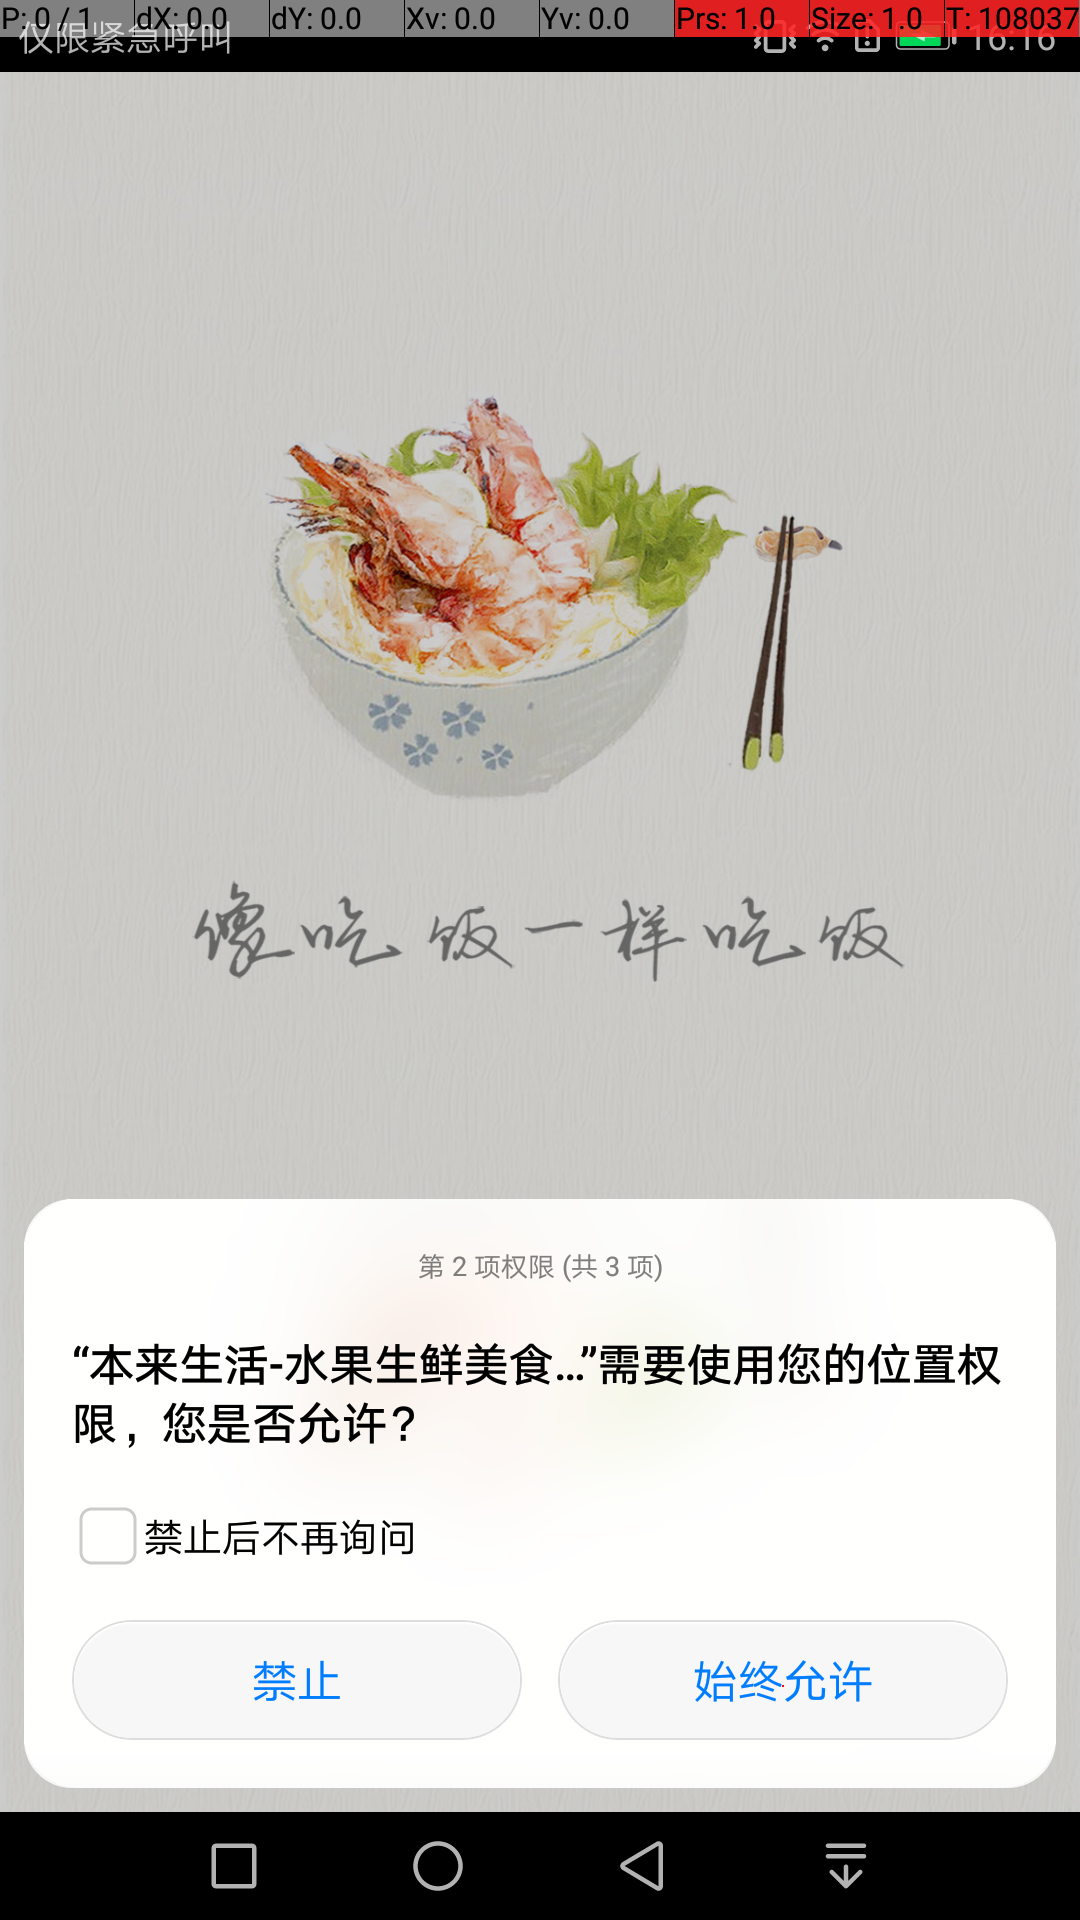 P: 0 / 1 dX: 0.0 dY: 0.0 Xv: 0.0 Yv: 0.0 Prs: 1.0 Size: 1.0 T: 108037
仅限紧急呼叫 16:16
像吃饭一样吃饭
第 2 项权限 (共 3 项)
“本来生活-水果生鲜美食...”需要使用您的位置权
限，您是否允许？
禁止后不再询问
禁止 始终允许